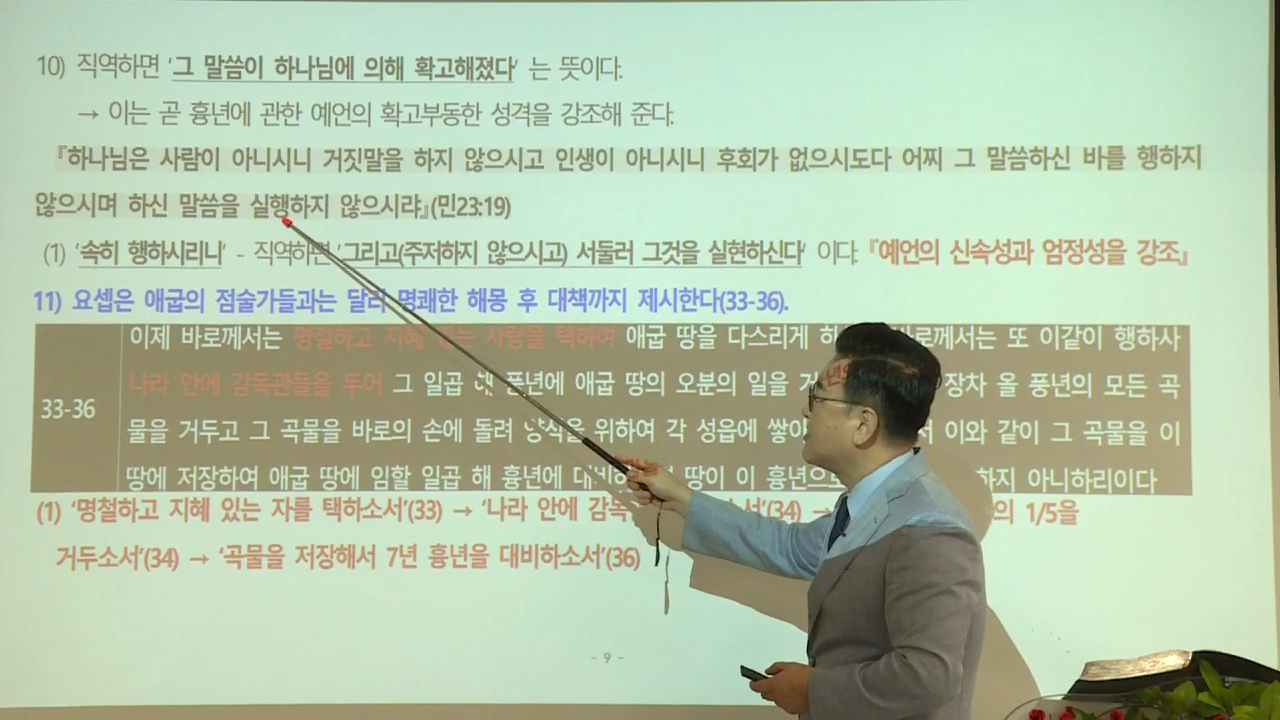 10) 직역하면 '그 말씀이 하나님에 의해 확고해졌다' 는 뜻이다.
→ 이는 곧 흉년에 관한 예언의 확고부동한 성격을 강조해 준다.
『하나님은 사람이 아니시니 거짓말을 하지 않으시고 인생이 아니시니 후회가 없으시도다 어찌 그 말씀하신 바를 행하지
않으시며 하신 말씀을 실행하지 않으시랴』(민23:19)
(1) '속히 행하시리니' - 직역하면 '그리고(주저하지 않으시고) 서둘러 그것을 실현하신다' 이다. 『예언의 신속성과 엄정성을 강조』
11) 요셉은 애굽의 점술가들과는 달리 명쾌한 해몽 후 대책까지 제시한다(33-36).
이제 바로께서는 명철하고 지혜 있는 사람을 택하여 애굽 땅을 다스리게 바로께서는 또 이같이 행하사
나라 안에 감독관들을 두어 그 일곱 해 풍년에 애굽 땅의 오분의 일을 장차 올 풍년의 모든 곡
33-36
물을 거두고 그 곡물을 바로의 손에 돌려 양식을 위하여 각 성읍에 이와 같이 그 곡물을 이
땅에 저장하여 애굽 땅에 임할 일곱 해 흉년에 땅이 이 하지 아니하리이다
(1) '명철하고 지혜 있는 자를 택하소서'(33) → '나라 안에 (34) → 1/5을
거두소서'(34) → '곡물을 저장해서 7년 흉년을 대비하소서'(36)
- 9 -